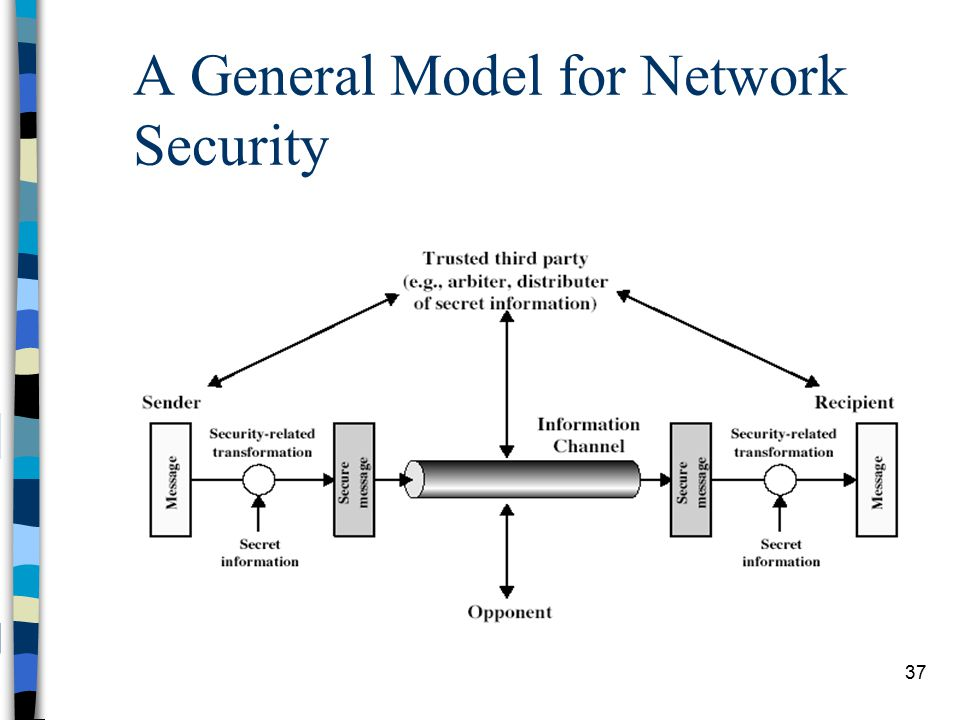 A General Model for Network
Security
Trusted third party
(e.g., arbiter, distributer
of secret information)
Sender
Recipient
Information
Channel
Security-related
transformation
Security-related
transformation
Message
Secure
message
Secure
message
Message
Secret
information
Secret
information
Opponent
37